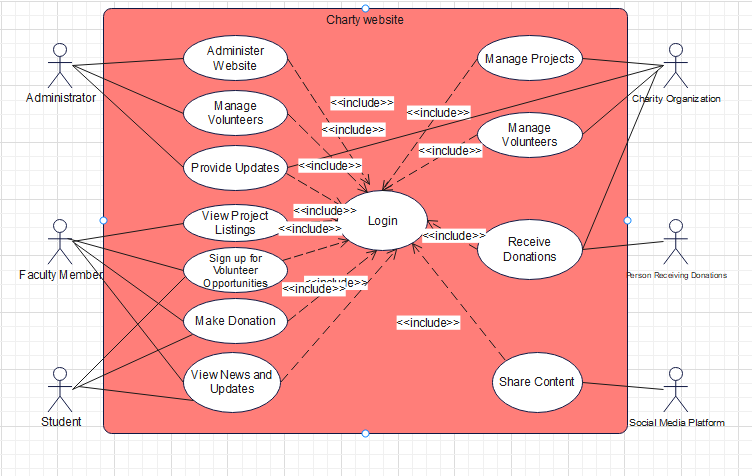 Charty website
Administer
Website
Manage Projects
Administrator
Charity Organization
<<include>>
<<include>>
Manage
Volunteers
<<include>>
Manage
Volunteers
<<include>>
<<include>>
Provide Updates
View Project
Listings
<<include>>
Login
<<include>>
<<include>>
Receive
Donations
Faculty Member
Sign up for
Volunteer
Opportunities
Person Receiving Donations
<<include>>
<<include>>
Make Donation
<<include>>
View News and
Updates
Share Content
Student
Social Media Platform